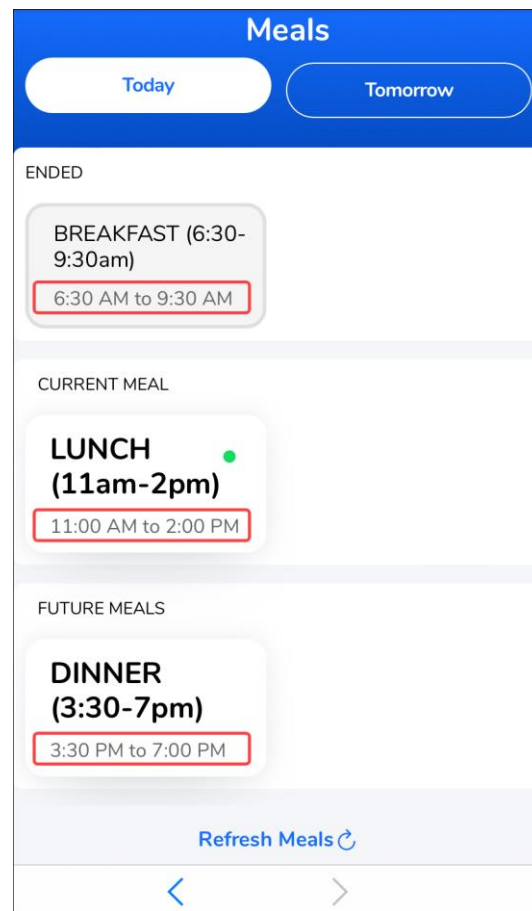 Meals
Today
Tomorrow
ENDED
BREAKFAST (6:30-
9:30am)
6:30 AM to 9:30 AM
CURRENT MEAL
LUNCH
(11am-2pm)
11:00 AM to 2:00 PM
FUTURE MEALS
DINNER
(3:30-7pm)
3:30 PM to 7:00 PM
Refresh Meals